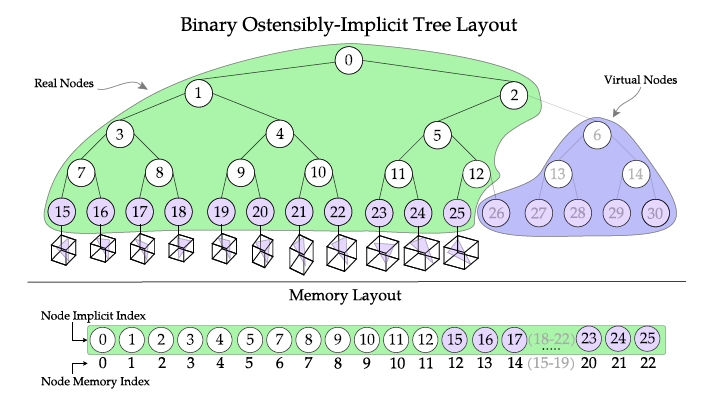 Binary Ostensibly-Implicit Tree Layout
Real Nodes
Virtual Nodes
0
1 2
3 4 5 6
7 8 9 10 11 12 13 14
15 16 17 18 19 20 21 22 23 24 25 26 27 28 29 30
Memory Layout
Node Implicit Index
0 1 2 3 4 5 7 8 9 10 11 12 15 16 17 (18-22) ..... 23 24 25
0 1 2 3 4 5 6 7 8 9 10 11 12 13 14 (15-19) 20 21 22
Node Memory Index